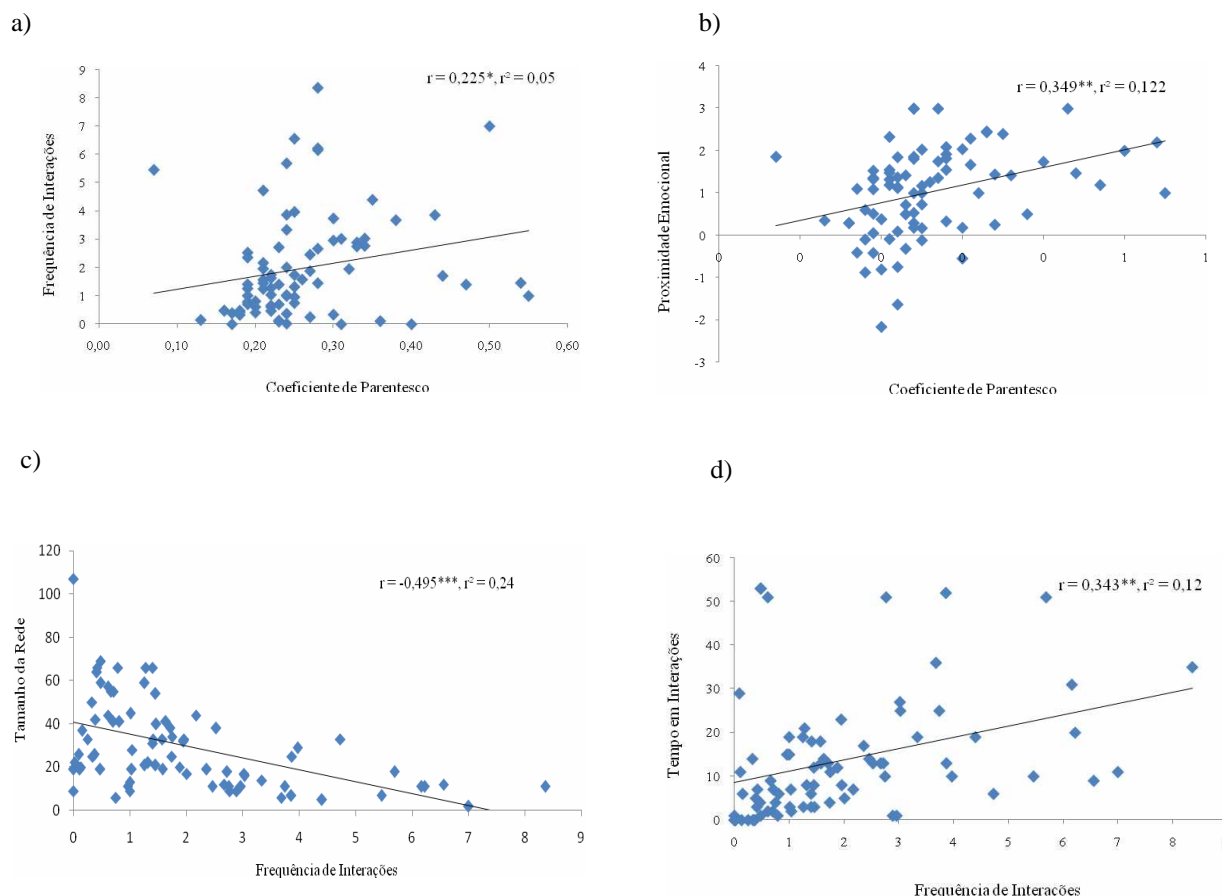 a)
r = 0,225*, r² = 0,05
Frequência de Interações
9
8
7
6
5
4
3
2
1
0
0,00 0,10 0,20 0,30 0,40 0,50 0,60
Coeficiente de Parentesco
b)
r = 0,349**, r² = 0,122
Proximidade Emocional
4
3
2
1
0
-1
-2
-3
0 0 0 0 1 1
Coeficiente de Parentesco
c)
r = -0,495***, r² = 0,24
Tamanho da Rede
120
100
80
60
40
20
0
0 1 2 3 4 5 6 7 8 9
Frequência de Interações
d)
r = 0,343**, r² = 0,12
Tempo em Interações
60
50
40
30
20
10
0
0 1 2 3 4 5 6 7 8
Frequência de Interações